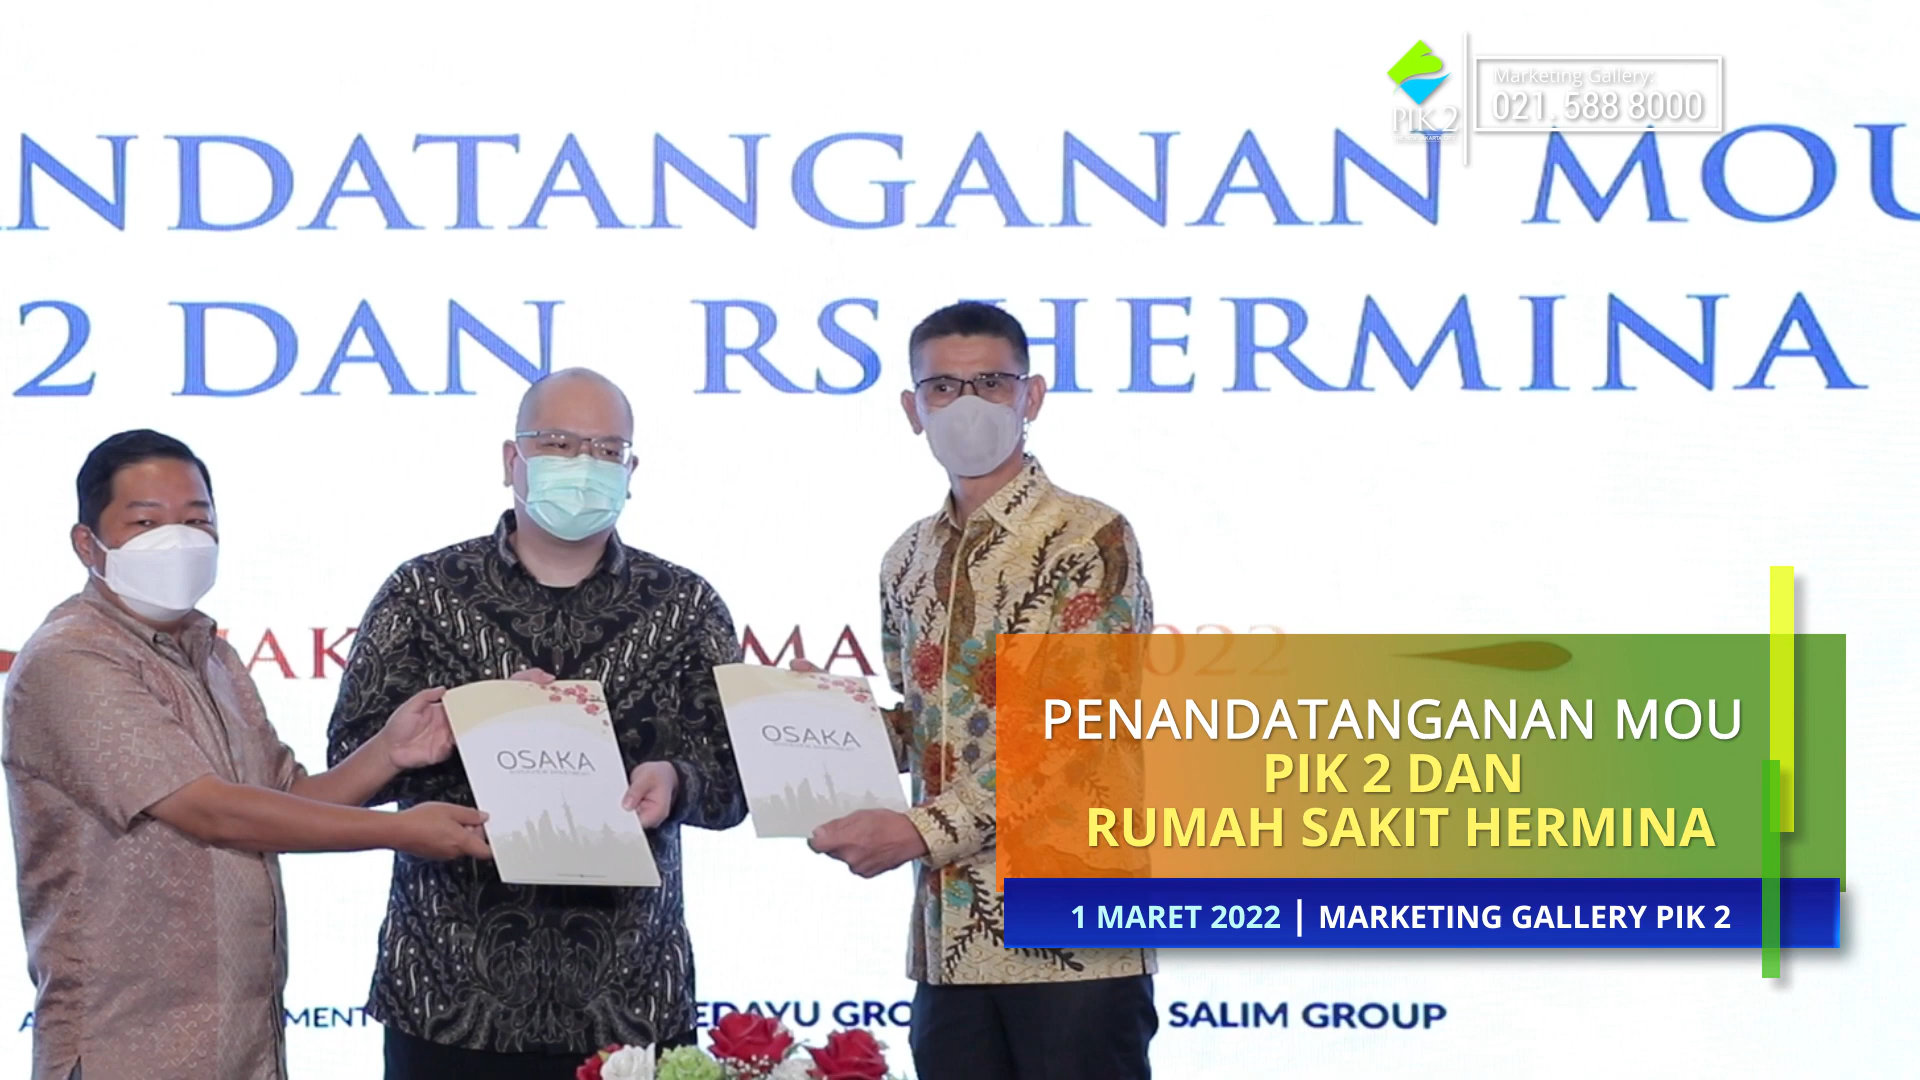 Marketing Gallery:
021. 588 8000
PIK 2
NDATANGANAN MOU
2 DAN RS HERMINA
2022
OSAKA
OSAKA
PENANDATANGANAN MOU
PIK 2 DAN
RUMAH SAKIT HERMINA
1 MARET 2022 | MARKETING GALLERY PIK 2
SALIM GROUP